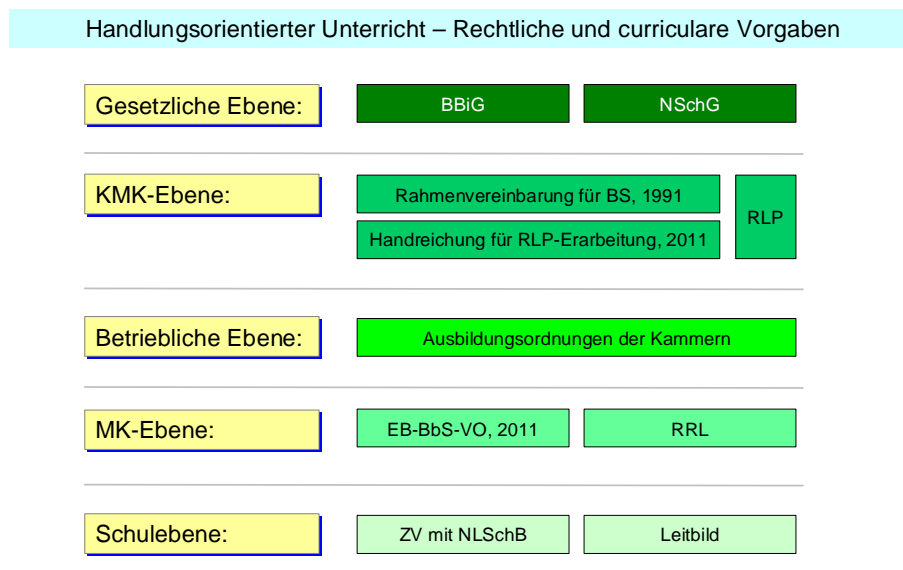 Handlungsorientierter Unterricht – Rechtliche und curriculare Vorgaben
Gesetzliche Ebene:
BBiG
NSchG
KMK-Ebene:
Rahmenvereinbarung für BS, 1991
RLP
Handreichung für RLP-Erarbeitung, 2011
Betriebliche Ebene:
Ausbildungsordnungen der Kammern
MK-Ebene:
EB-BbS-VO, 2011
RRL
Schulebene:
ZV mit NLSchB
Leitbild